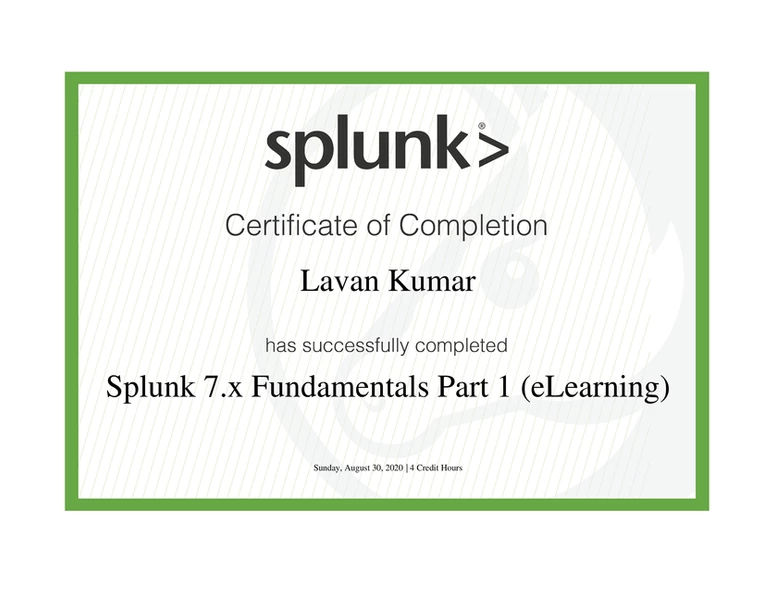 splunk>®
Certificate of Completion
Lavan Kumar
has successfully completed
Splunk 7.x Fundamentals Part 1 (eLearning)
Sunday, August 30, 2020 | 4 Credit Hours